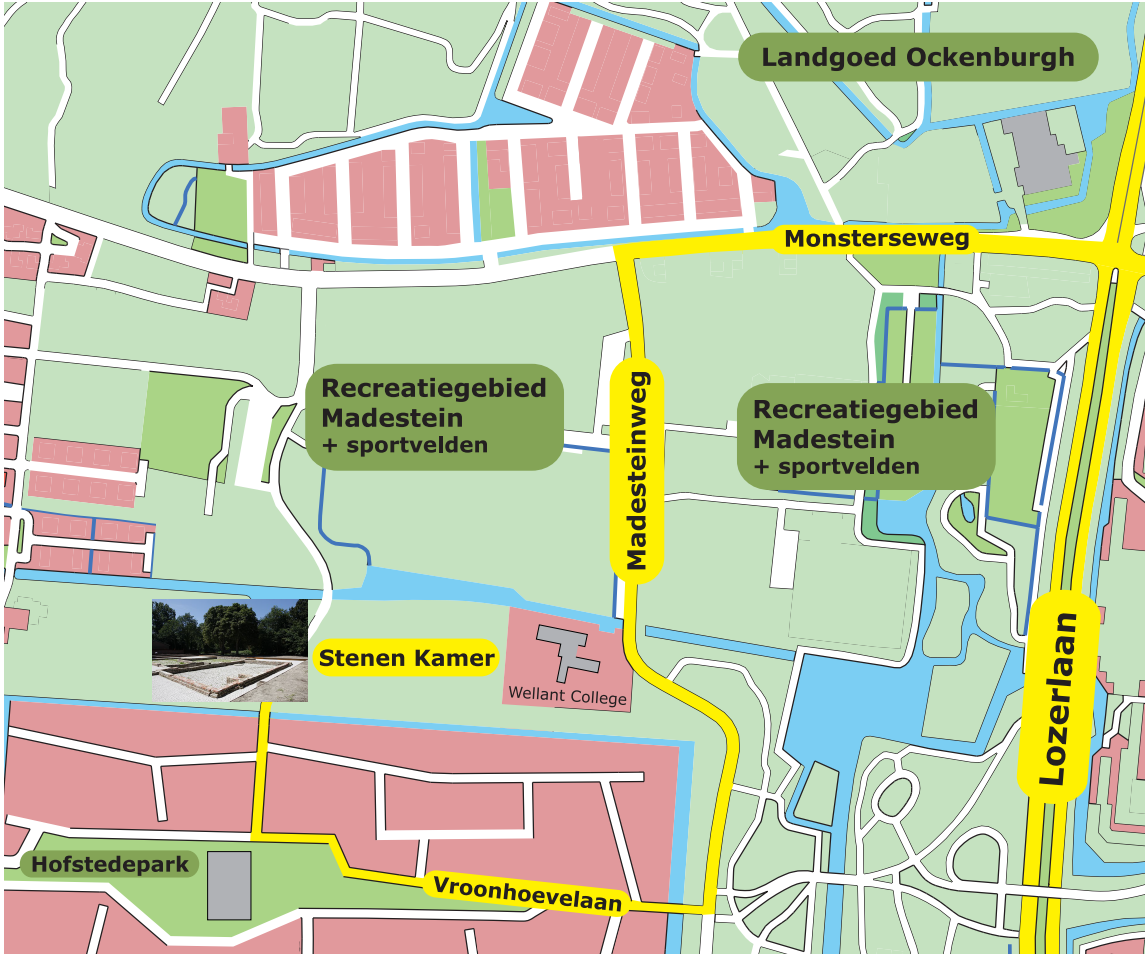 Landgoed Ockenburgh
Monsterseweg
Recreatiegebied
Madestein
+ sportvelden
Madesteinweg
Recreatiegebied
Madestein
+ sportvelden
Stenen Kamer
Wellant College
Lozerlaan
Hofstedepark
Vroonhoevelaan